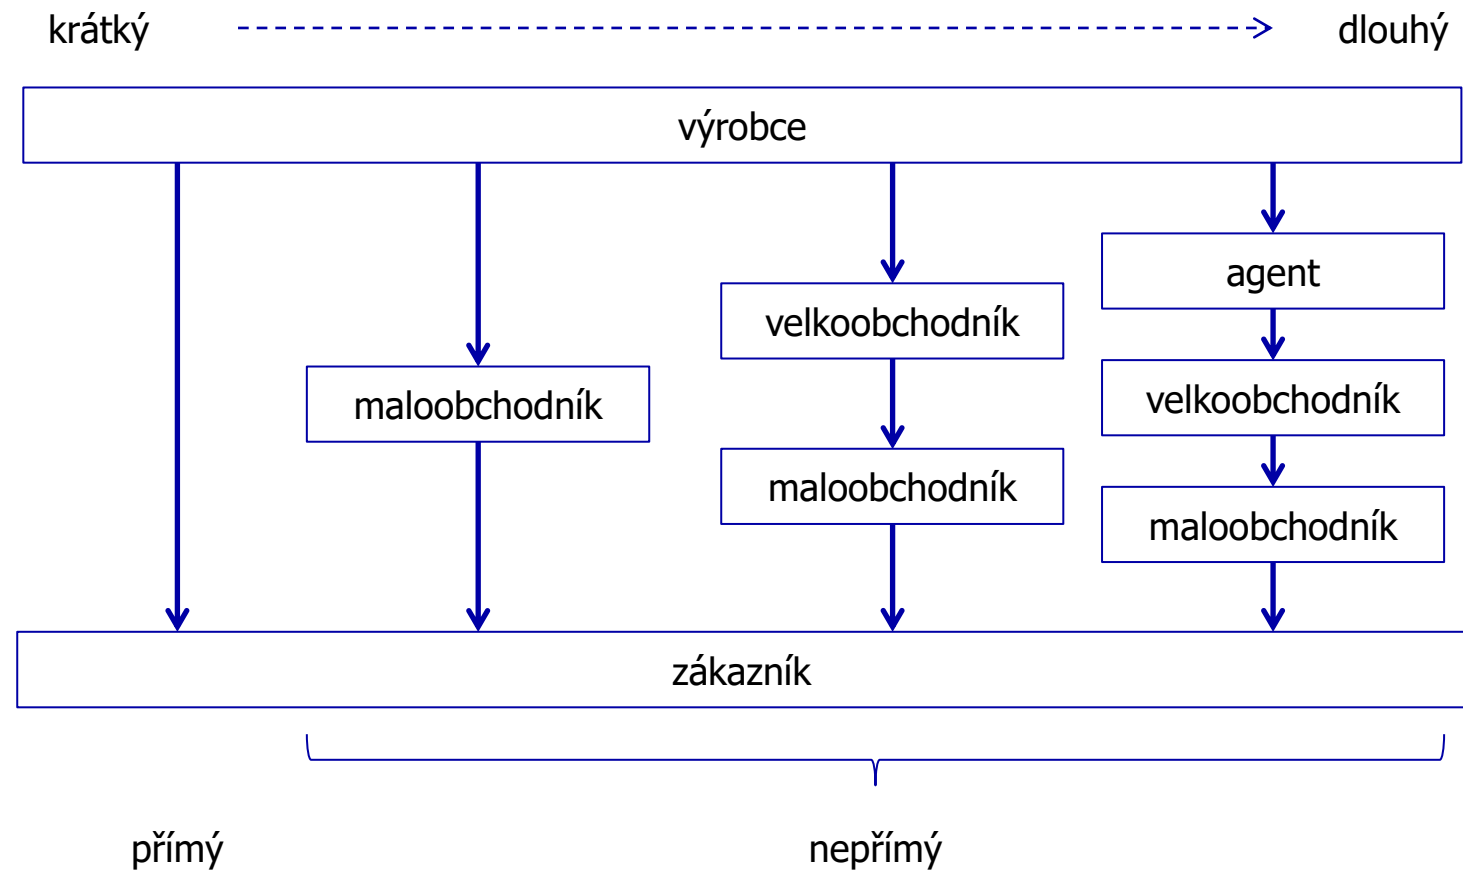 krátký
dlouhý
výrobce
agent
velkoobchodník
maloobchodník
velkoobchodník
maloobchodník
maloobchodník
zákazník
přímý
nepřímý